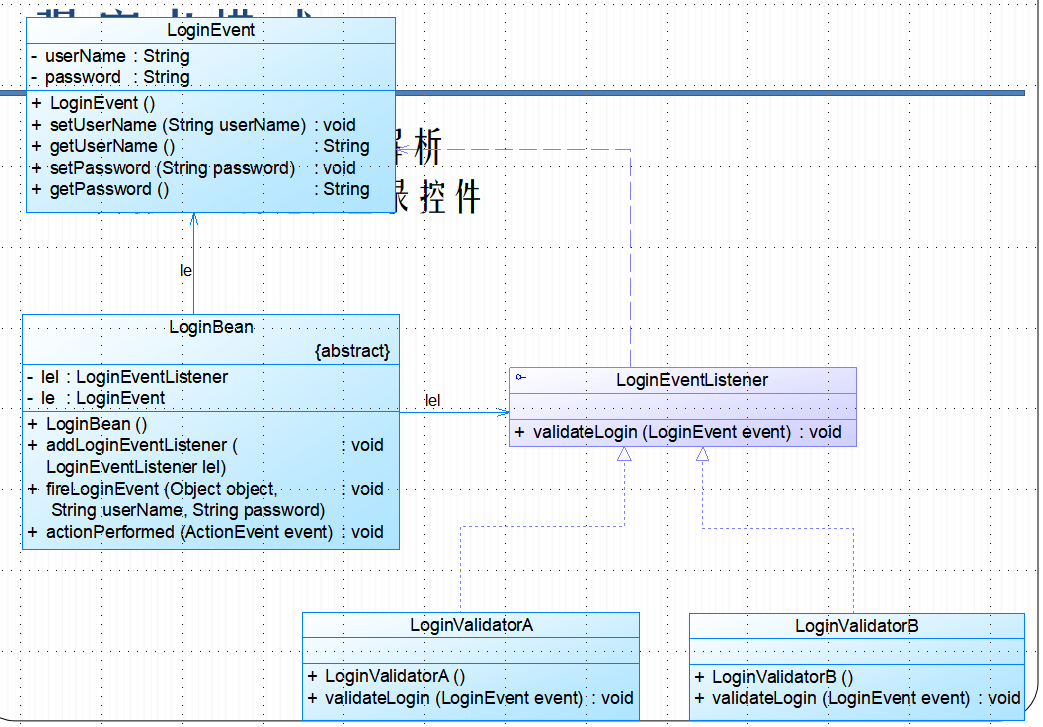 LoginEvent
- userName : String
- password : String
+ LoginEvent ()
+ setUserName (String userName) : void
+ getUserName () : String
+ setPassword (String password) : void
+ getPassword () : String
析
控件
le
LoginBean
{abstract}
- lel : LoginEventListener
- le : LoginEvent
+ LoginBean ()
+ addLoginEventListener ( : void
LoginEventListener lel)
+ fireLoginEvent (Object object, : void
String userName, String password)
+ actionPerformed (ActionEvent event) : void
lel
LoginEventListener
+ validateLogin (LoginEvent event) : void
LoginValidatorA
+ LoginValidatorA ()
+ validateLogin (LoginEvent event) : void
LoginValidatorB
+ LoginValidatorB ()
+ validateLogin (LoginEvent event) : void